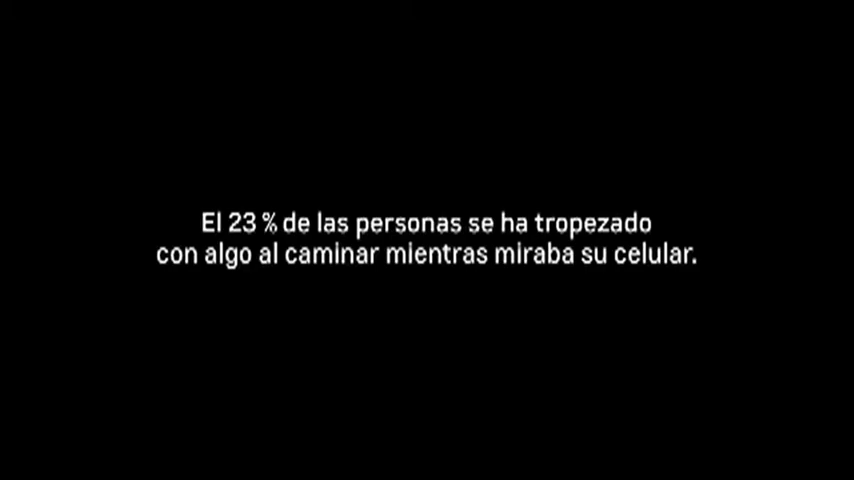 El 23 % de las personas se ha tropezado
con algo al caminar mientras miraba su celular.